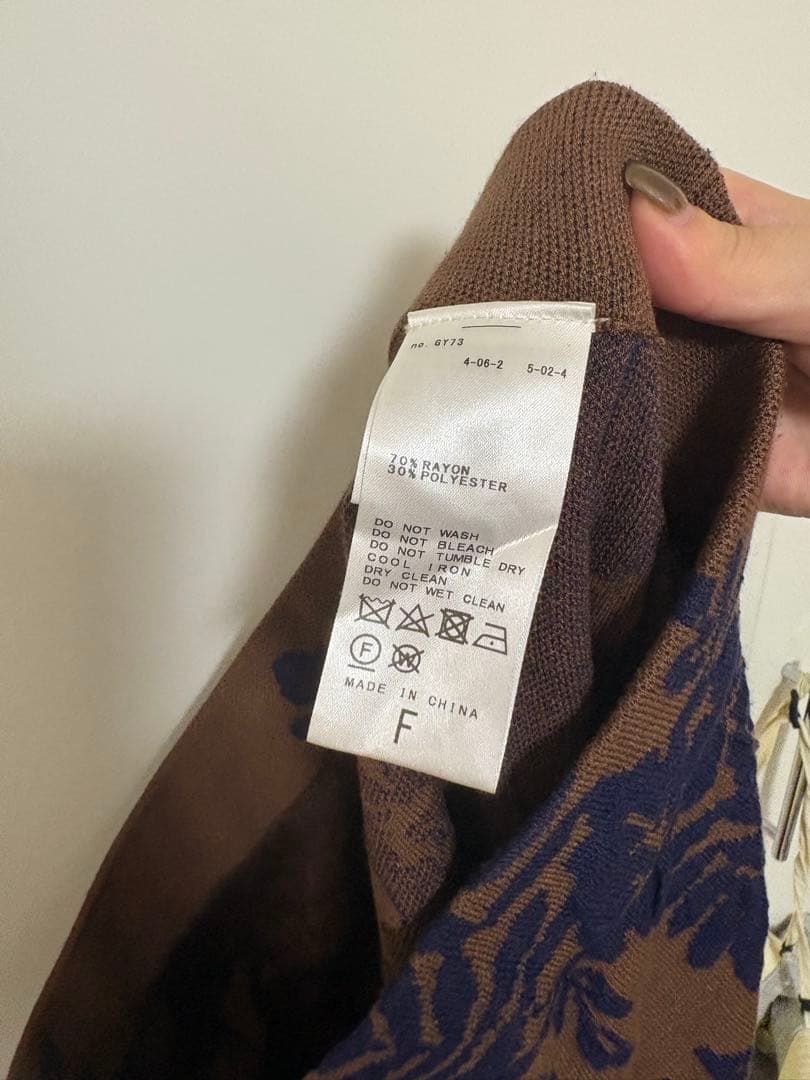 no. GY73
4-06-2 5-02-4
70% RAYON
30% POLYESTER
DO NOT WASH
DO NOT BLEACH
DO NOT TUMBLE DRY
COOL IRON
DRY CLEAN
DO NOT WET CLEAN
F W
MADE IN CHINA
F